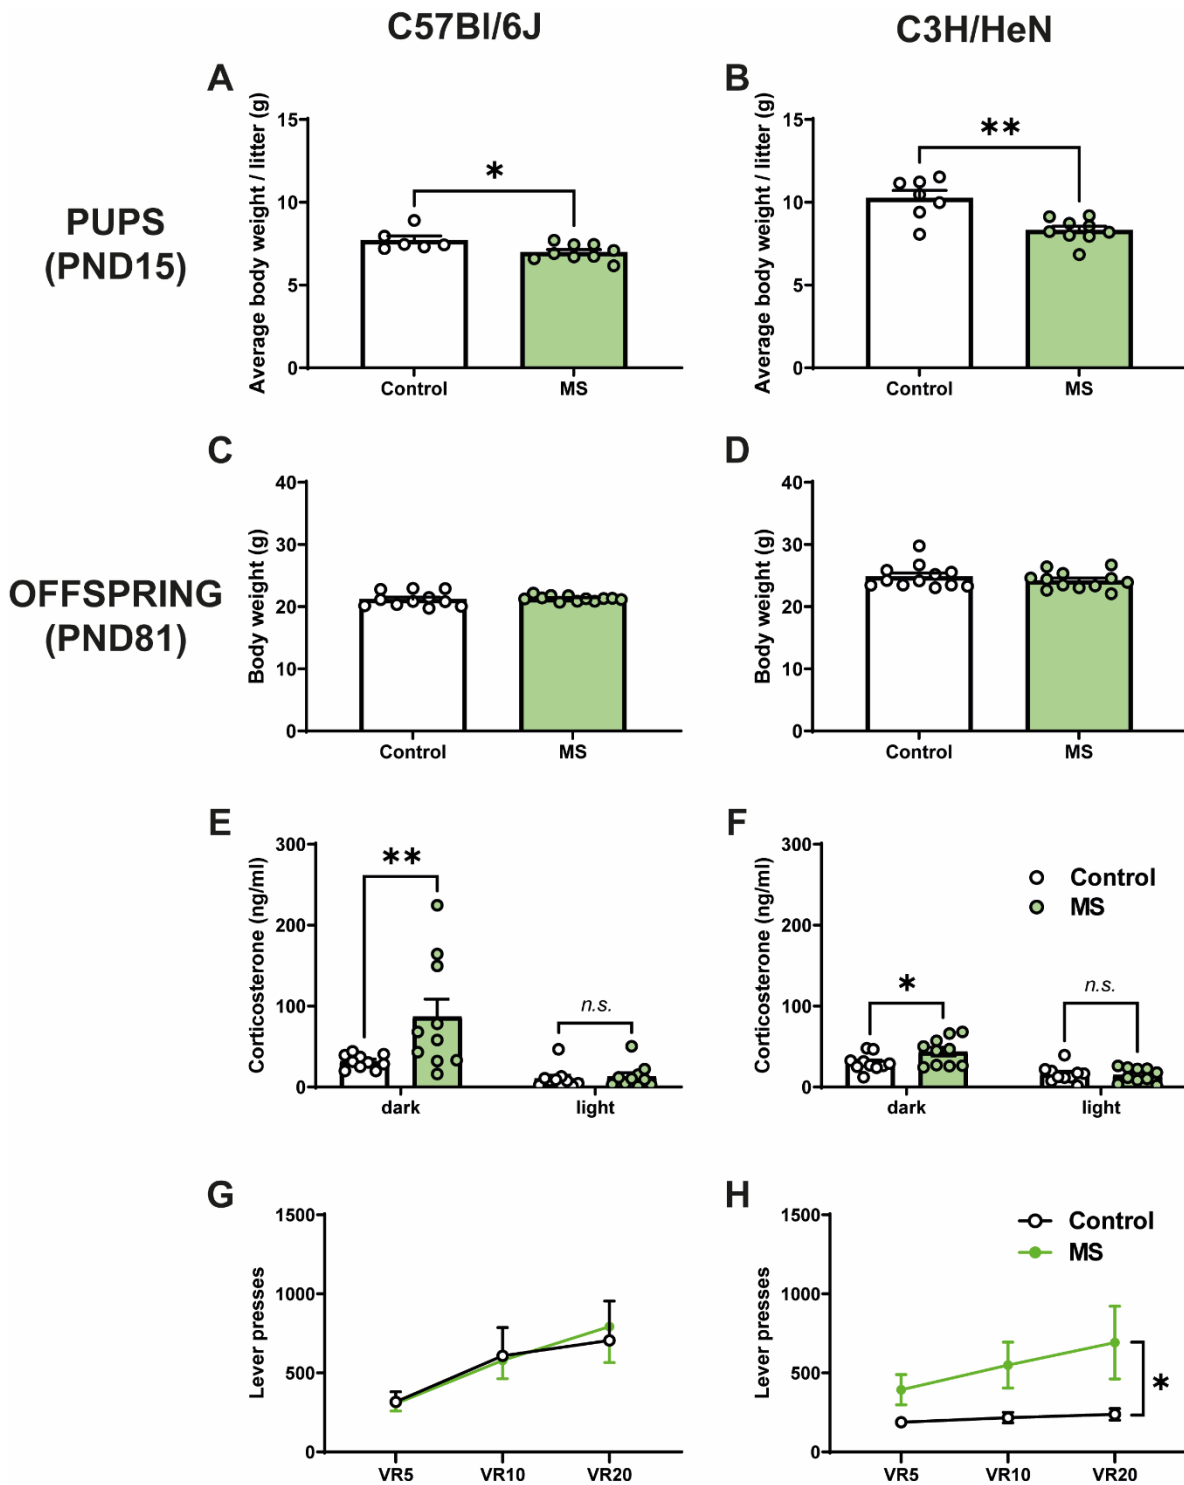 C57Bl/6J
C3H/HeN
A
B
PUPS
(PND15)
Average body weight / litter (g)
15
10
5
0
*
Control
MS
Average body weight / litter (g)
15
10
5
0
**
Control
MS
C
D
OFFSPRING
(PND81)
Body weight (g)
40
30
20
10
0
Control
MS
Body weight (g)
40
30
20
10
0
Control
MS
E
F
Corticosterone (ng/ml)
300
200
100
0
**
n.s.
dark
light
Corticosterone (ng/ml)
300
200
100
0
*
n.s.
Control
MS
dark
light
G
H
Lever presses
1500
1000
500
0
VR5
VR10
VR20
Lever presses
1500
1000
500
0
Control
MS
*
VR5
VR10
VR20